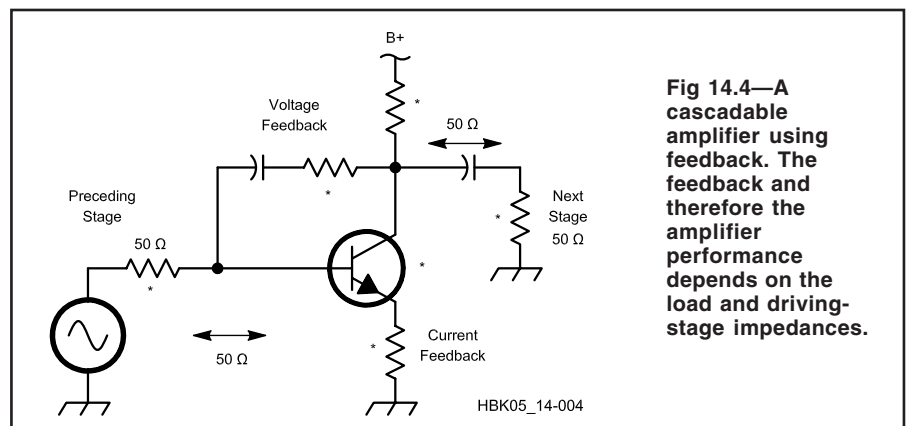 B+
*
Voltage
Feedback
50 Ω
*
Preceding
Stage
50 Ω
*
*
Next
Stage
50 Ω
*
50 Ω
*
Current
Feedback
HBK05_14-004
Fig 14.4—A
cascadable
amplifier using
feedback. The
feedback and
therefore the
amplifier
performance
depends on the
load and driving-
stage impedances.